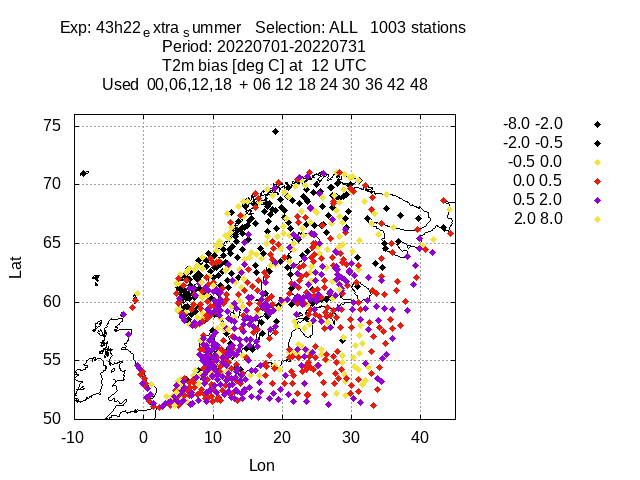 Exp: 43h22extrasummer Selection: ALL 1003 stations
Period: 20220701-20220731
T2m bias [deg C] at 12 UTC
Used 00,06,12,18 + 06 12 18 24 30 36 42 48
75
70
65
60
55
50
Lat
-10 0 10 20 30 40
Lon
-8.0 -2.0
-2.0 -0.5
-0.5 0.0
0.0 0.5
0.5 2.0
2.0 8.0